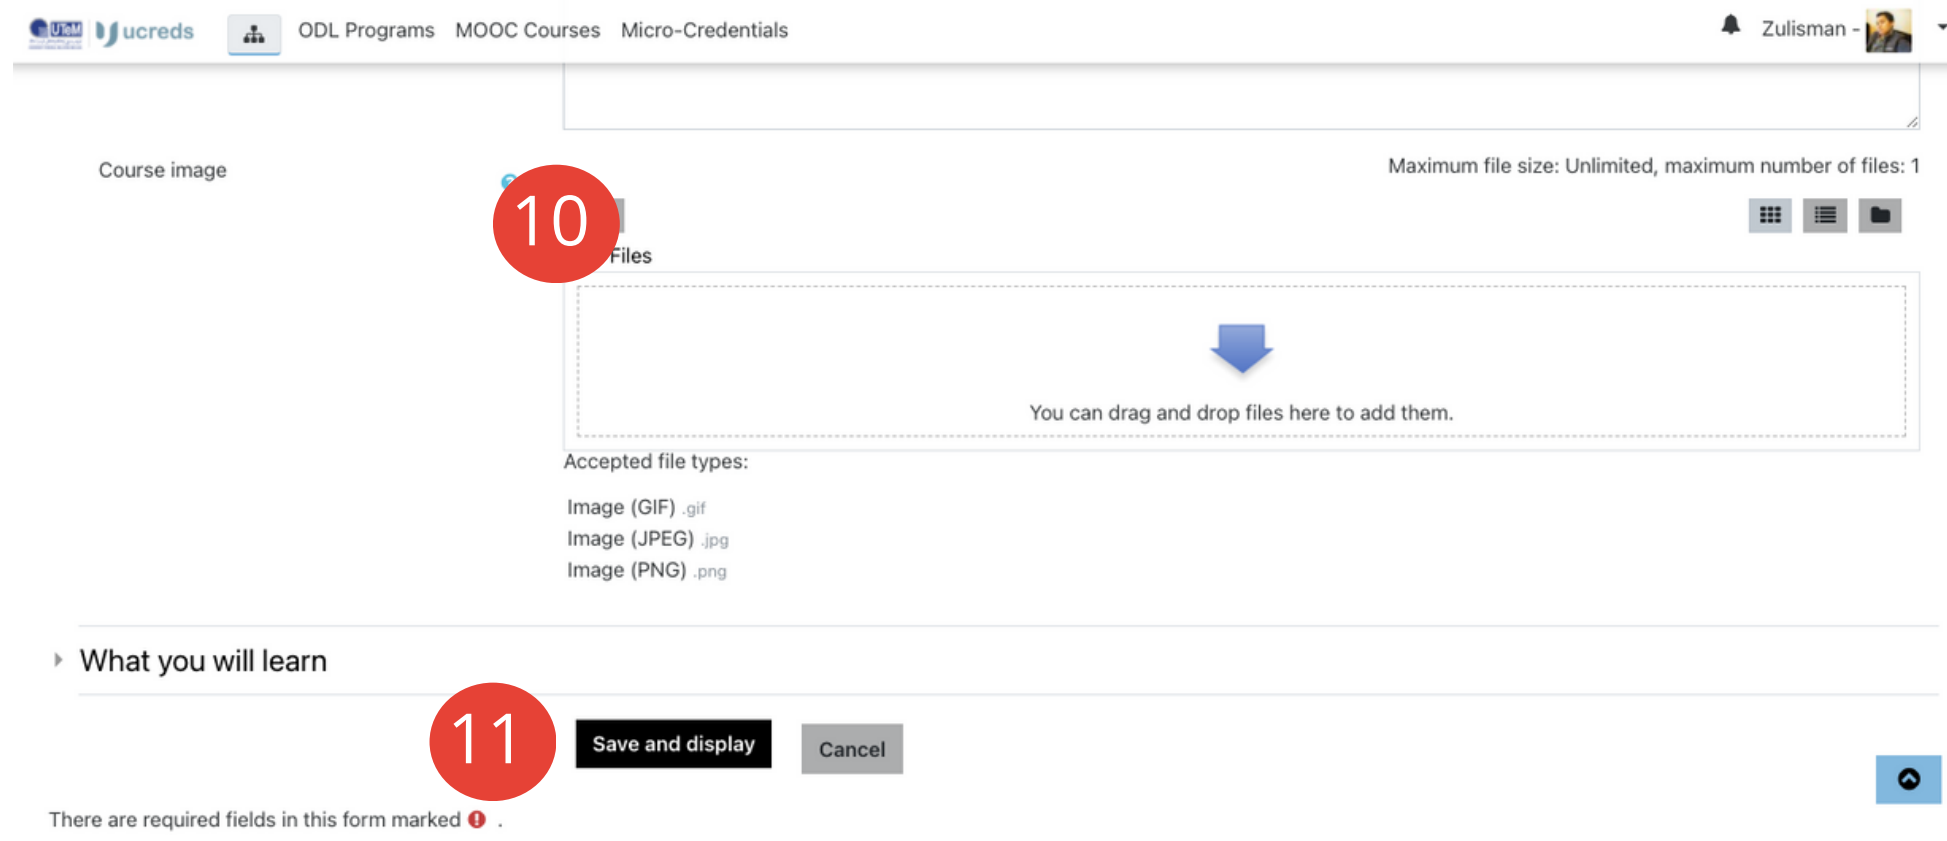 UTeM ucreds ODL Programs MOOC Courses Micro-Credentials Zulisman -
Course image
Maximum file size: Unlimited, maximum number of files: 1
10
Files
You can drag and drop files here to add them.
Accepted file types:
Image (GIF) .gif
Image (JPEG) .jpg
Image (PNG) .png
What you will learn
11
Save and display
Cancel
There are required fields in this form marked .